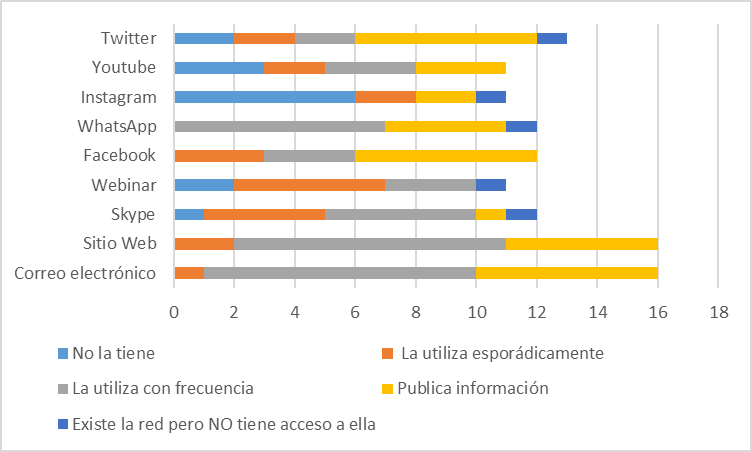 Twitter
Youtube
Instagram
WhatsApp
Facebook
Webinar
Skype
Sitio Web
Correo electrónico
0 2 4 6 8 10 12 14 16 18
No la tiene
La utiliza esporádicamente
La utiliza con frecuencia
Publica información
Existe la red pero NO tiene acceso a ella